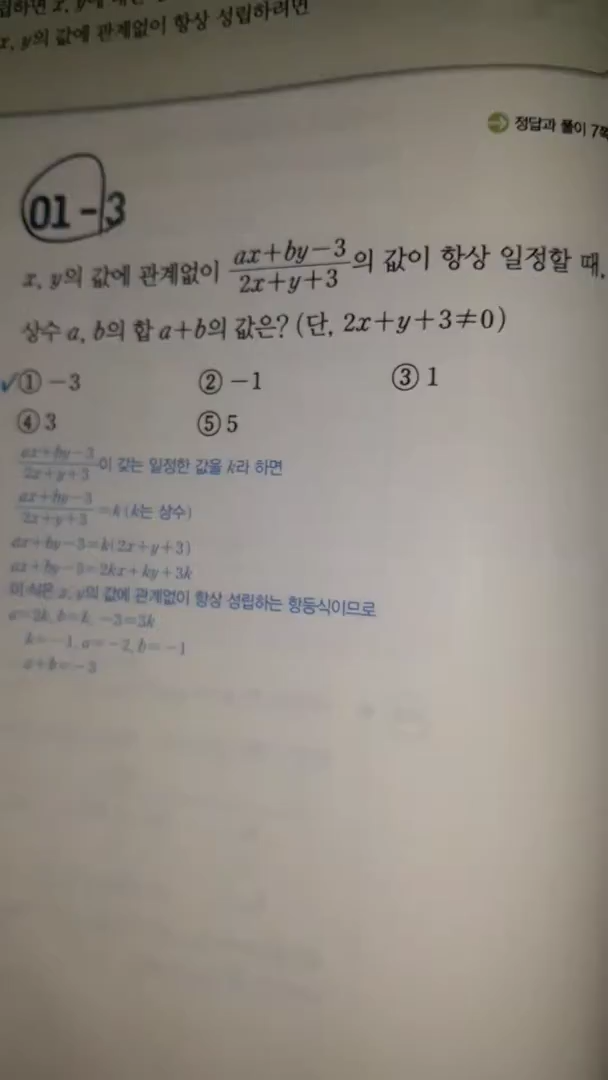 x, y의 값에 관계없이 항상 성립하려면
정답과 풀이 7쪽
01-3
x, y의 값에 관계없이 \frac{ax+by-3}{2x+y+3}의 값이 항상 일정할 때,
상수 a, b의 합 a+b의 값은? (단, 2x+y+3≠0)
✓① -3 ② -1 ③ 1
④ 3 ⑤ 5
\frac{ax+by-3}{2x+y+3}이 갖는 일정한 값을 k라 하면
\frac{ax+by-3}{2x+y+3}=k (k는 상수)
ax+by-3=k(2x+y+3)
ax+by-3=2kx+ky+3k
이 식은 x, y의 값에 관계없이 항상 성립하는 항등식이므로
a=2k, b=k, -3=3k
k=-1, a=-2, b=-1
a+b=-3